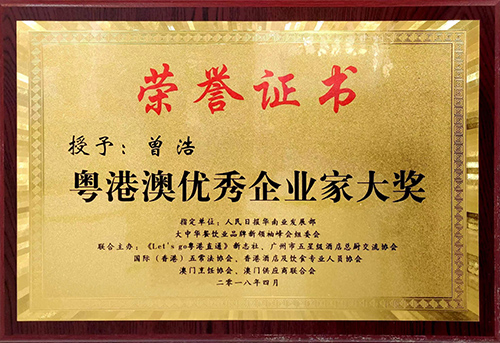 荣誉证书
授予：曾浩
粤港澳优秀企业家大奖
指定单位：人民日报华南业发展部
大中华餐饮业品牌新领袖峰会组委会
联合主办：《Let's go粤港直通》新志社、广州市五星级酒店总厨交流协会
国际（香港）五常法协会、香港酒店及饮食专业人员协会
澳门烹饪协会、澳门供应商联合会
二零一八年四月